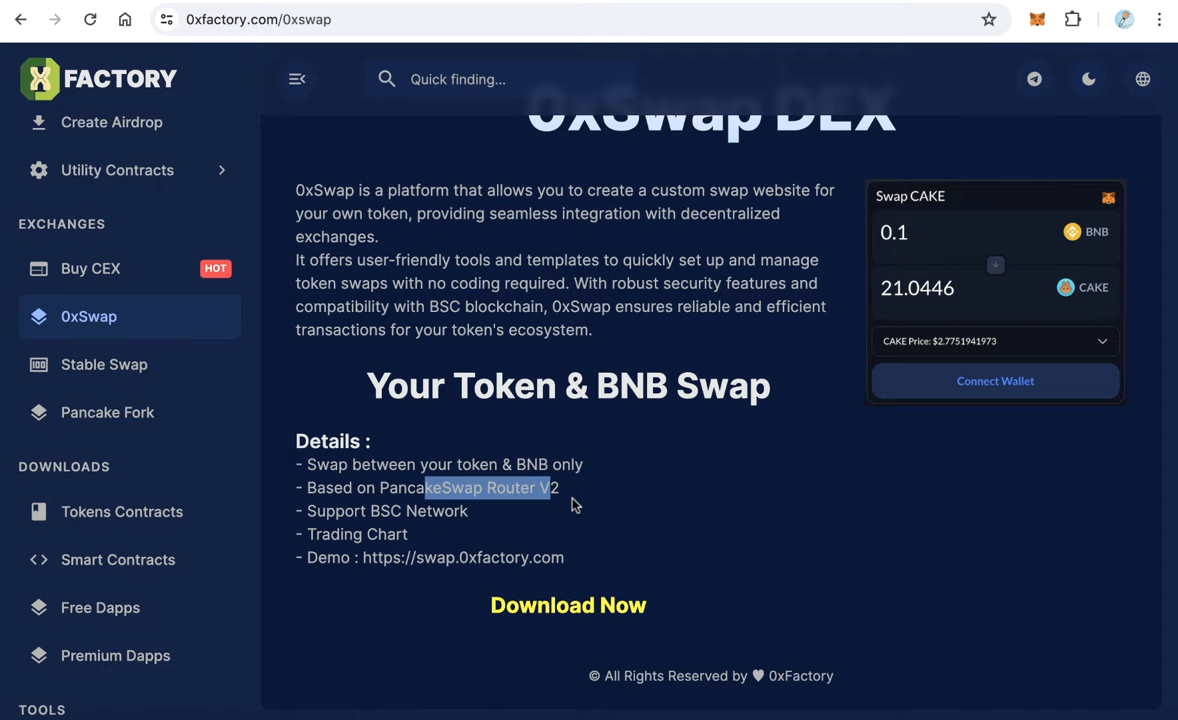 0xfactory.com/0xswap
FACTORY
Quick finding...
Create Airdrop
Utility Contracts
EXCHANGES
Buy CEX
HOT
0xSwap
Stable Swap
Pancake Fork
DOWNLOADS
Tokens Contracts
Smart Contracts
Free Dapps
Premium Dapps
TOOLS
0xSwap DEX
0xSwap is a platform that allows you to create a custom swap website for
your own token, providing seamless integration with decentralized
exchanges.
It offers user-friendly tools and templates to quickly set up and manage
token swaps with no coding required. With robust security features and
compatibility with BSC blockchain, 0xSwap ensures reliable and efficient
transactions for your token's ecosystem.
Your Token & BNB Swap
Details :
- Swap between your token & BNB only
- Based on PancakeSwap Router V2
- Support BSC Network
- Trading Chart
- Demo : https://swap.0xfactory.com
Download Now
Swap CAKE
0.1
BNB
21.0446
CAKE
CAKE Price: $2.7751941973
Connect Wallet
© All Rights Reserved by ♥ 0xFactory